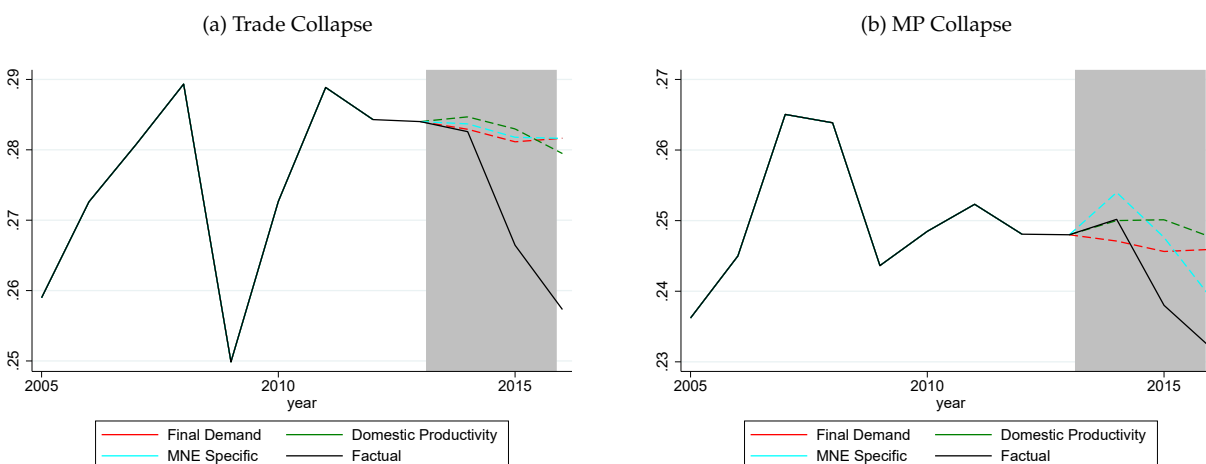 (a) Trade Collapse
.29
.28
.27
.26
.25
2005
2010
2015
year
Final Demand
Domestic Productivity
MNE Specific
Factual
(b) MP Collapse
.27
.26
.25
.24
.23
2005
2010
2015
year
Final Demand
Domestic Productivity
MNE Specific
Factual